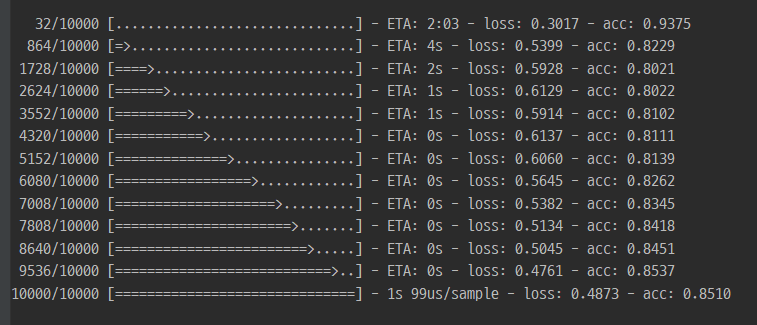 32/10000 [..............................] - ETA: 2:03 - loss: 0.3017 - acc: 0.9375
864/10000 [=>............................] - ETA: 4s - loss: 0.5399 - acc: 0.8229
1728/10000 [====>.........................] - ETA: 2s - loss: 0.5928 - acc: 0.8021
2624/10000 [======>.......................] - ETA: 1s - loss: 0.6129 - acc: 0.8022
3552/10000 [=========>....................] - ETA: 1s - loss: 0.5914 - acc: 0.8102
4320/10000 [===========>..................] - ETA: 0s - loss: 0.6137 - acc: 0.8111
5152/10000 [==============>...............] - ETA: 0s - loss: 0.6060 - acc: 0.8139
6080/10000 [=================>............] - ETA: 0s - loss: 0.5645 - acc: 0.8262
7008/10000 [====================>.........] - ETA: 0s - loss: 0.5382 - acc: 0.8345
7808/10000 [======================>.......] - ETA: 0s - loss: 0.5134 - acc: 0.8418
8640/10000 [========================>.....] - ETA: 0s - loss: 0.5045 - acc: 0.8451
9536/10000 [===========================>..] - ETA: 0s - loss: 0.4761 - acc: 0.8537
10000/10000 [==============================] - 1s 99us/sample - loss: 0.4873 - acc: 0.8510